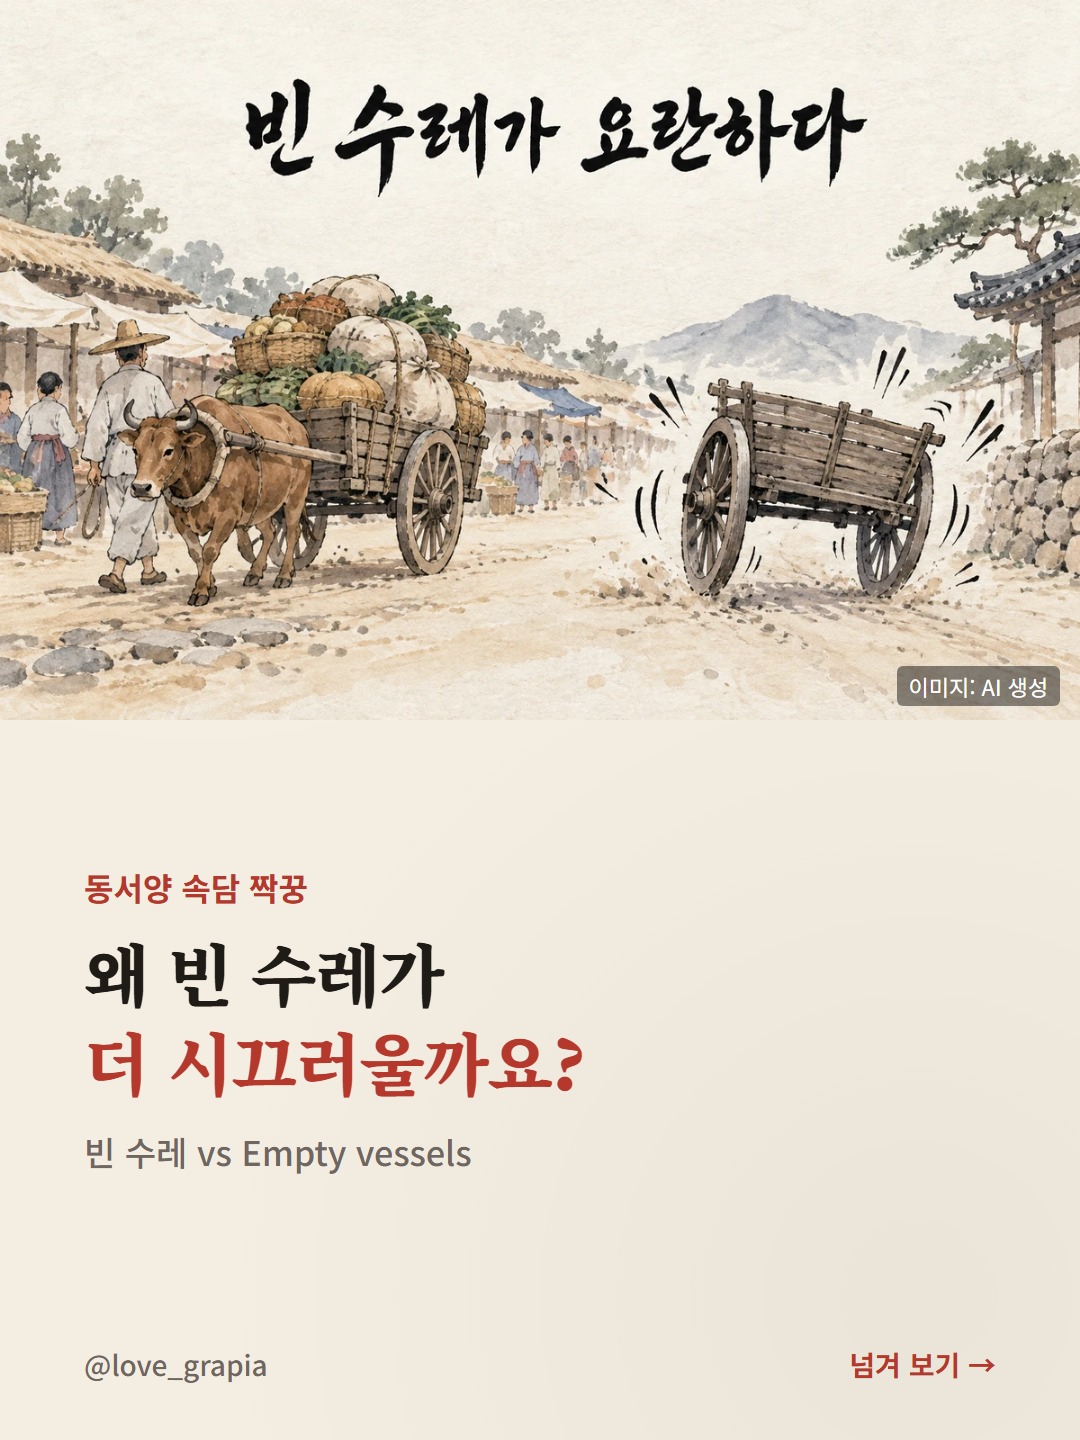 빈 수레가 요란하다
이미지: AI 생성
동서양 속담 짝꿍
왜 빈 수레가
더 시끄러울까요?
빈 수레 vs Empty vessels
@love_grapia
넘겨 보기 →